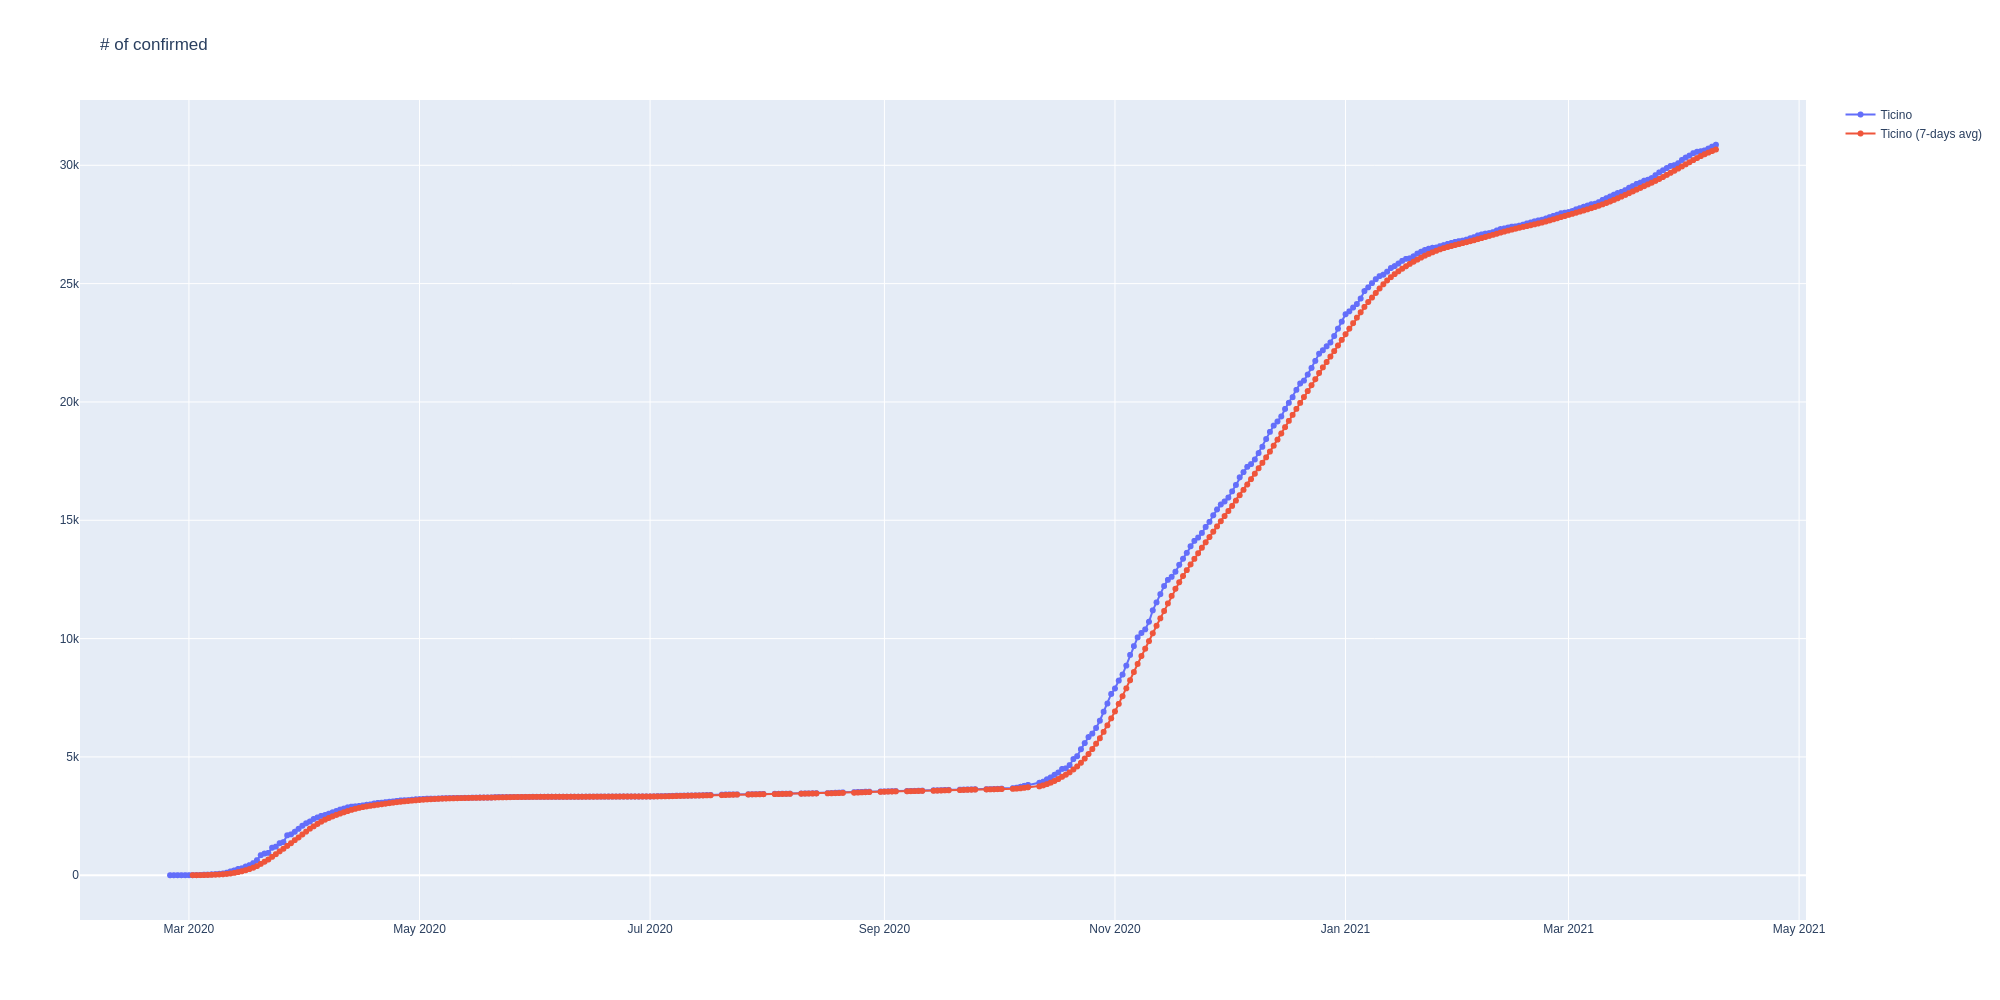 # of confirmed
Ticino
Ticino (7-days avg)
30k
25k
20k
15k
10k
5k
0
Mar 2020
May 2020
Jul 2020
Sep 2020
Nov 2020
Jan 2021
Mar 2021
May 2021